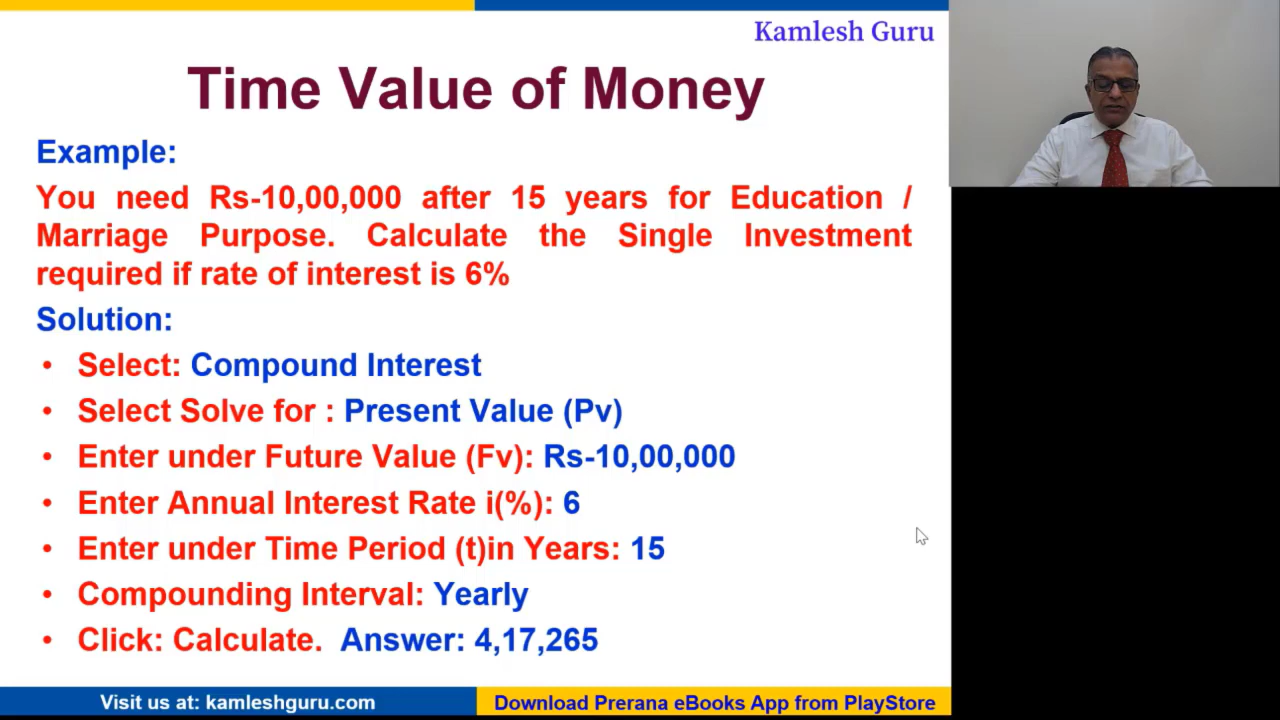 Kamlesh Guru
Time Value of Money
Example:
You need Rs-10,00,000 after 15 years for Education /
Marriage Purpose. Calculate the Single Investment
required if rate of interest is 6%
Solution:
• Select: Compound Interest
• Select Solve for : Present Value (Pv)
• Enter under Future Value (Fv): Rs-10,00,000
• Enter Annual Interest Rate i(%): 6
• Enter under Time Period (t)in Years: 15
• Compounding Interval: Yearly
• Click: Calculate. Answer: 4,17,265
Visit us at: kamleshguru.com
Download Prerana eBooks App from PlayStore